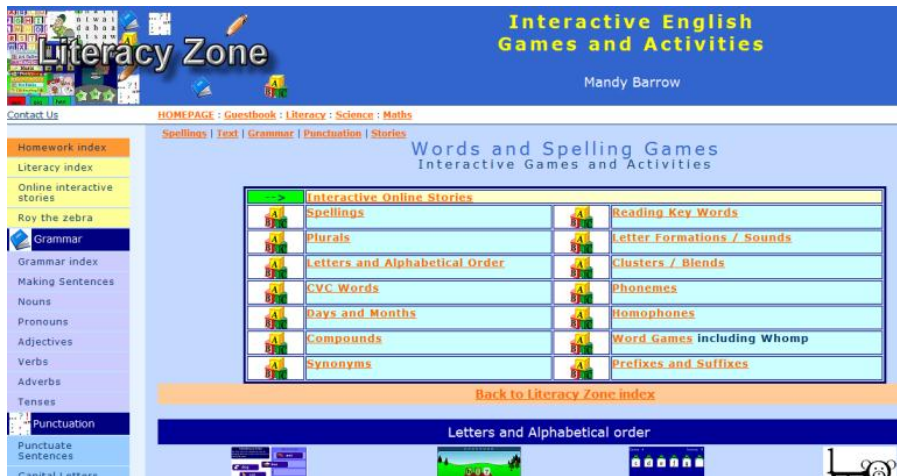 Literacy Zone
Interactive English
Games and Activities
Mandy Barrow
Contact Us
HOMEPAGE : Guestbook : Literacy : Science : Maths
Spellings | Text | Grammar | Punctuation | Stories
Words and Spelling Games
Interactive Games and Activities
Homework index
Literacy index
Online interactive
stories
Roy the zebra
Grammar
Grammar index
Making Sentences
Nouns
Pronouns
Adjectives
Verbs
Adverbs
Tenses
Punctuation
Punctuate
Sentences
Capital Letters
--> Interactive Online Stories
Spellings
Reading Key Words
Plurals
Letter Formations / Sounds
Letters and Alphabetical Order
Clusters / Blends
CVC Words
Phonemes
Days and Months
Homophones
Compounds
Word Games including Whomp
Synonyms
Prefixes and Suffixes
Back to Literacy Zone index
Letters and Alphabetical order